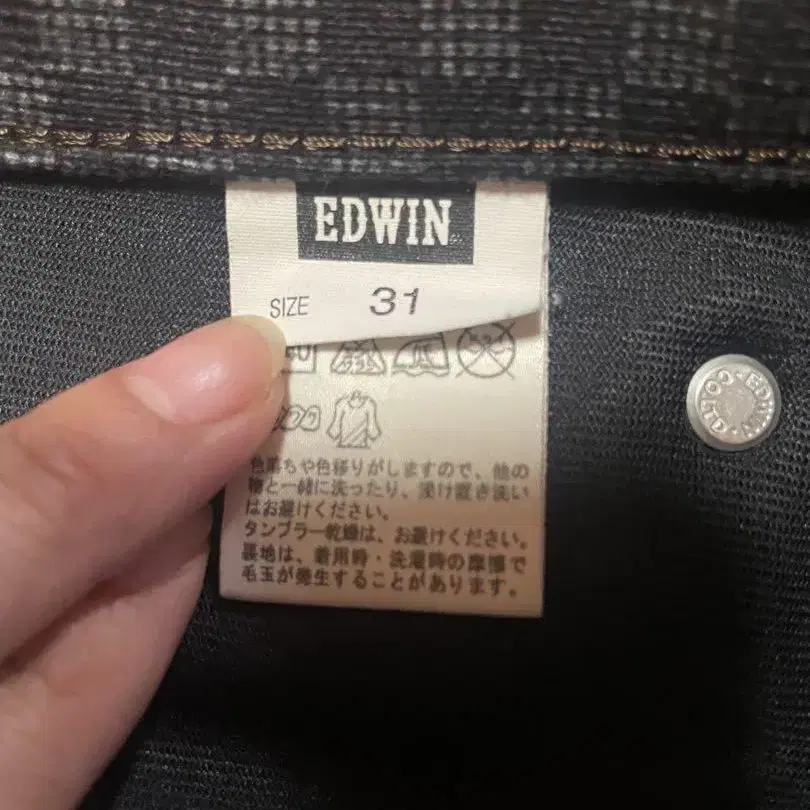 EDWIN
SIZE 31
40
色落ちや色移りがしますので、他の
物と一緒に洗ったり、浸け置き洗い
はお避けください。
タンブラー乾燥は、お避けください。
裏地は、着用時・洗濯時の摩擦で
毛玉が発生することがあります。
EDWIN CO.LTD